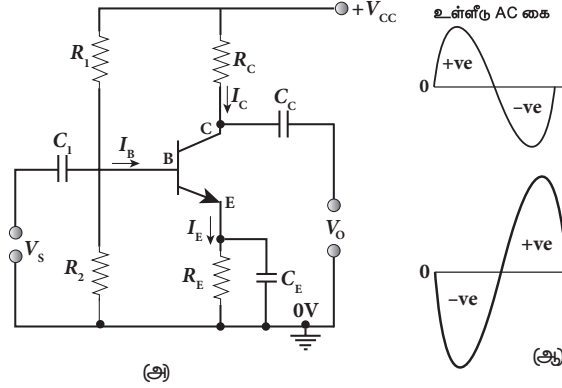 +V_CC
உள்ளீடு AC கை
R_1
R_C
+ve
I_C
C
C_C
0
–ve
C_1
I_B
B
E
V_S
I_E
V_O
+ve
R_2
R_E
C_E
0
–ve
0V
(அ)
(ஆ)